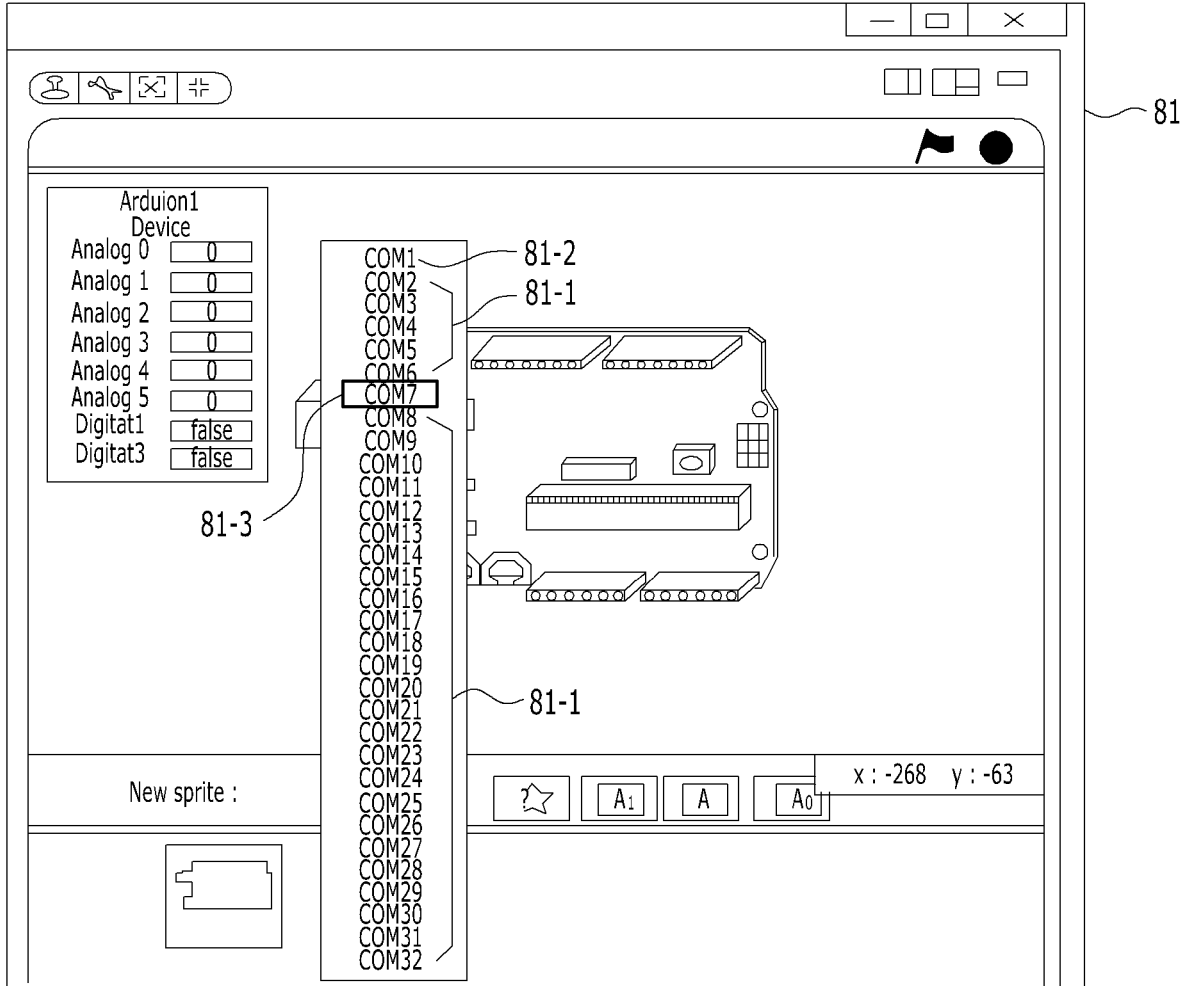 81
Arduion1
Device
Analog 0 0
Analog 1 0
Analog 2 0
Analog 3 0
Analog 4 0
Analog 5 0
Digitat1 false
Digitat3 false
COM1
COM2
COM3
COM4
COM5
COM6
COM7
COM8
COM9
COM10
COM11
COM12
COM13
COM14
COM15
COM16
COM17
COM18
COM19
COM20
COM21
COM22
COM23
COM24
COM25
COM26
COM27
COM28
COM29
COM30
COM31
COM32
81-2
81-1
81-3
81-1
New sprite :
?
A1
A
A0
x : -268 y : -63